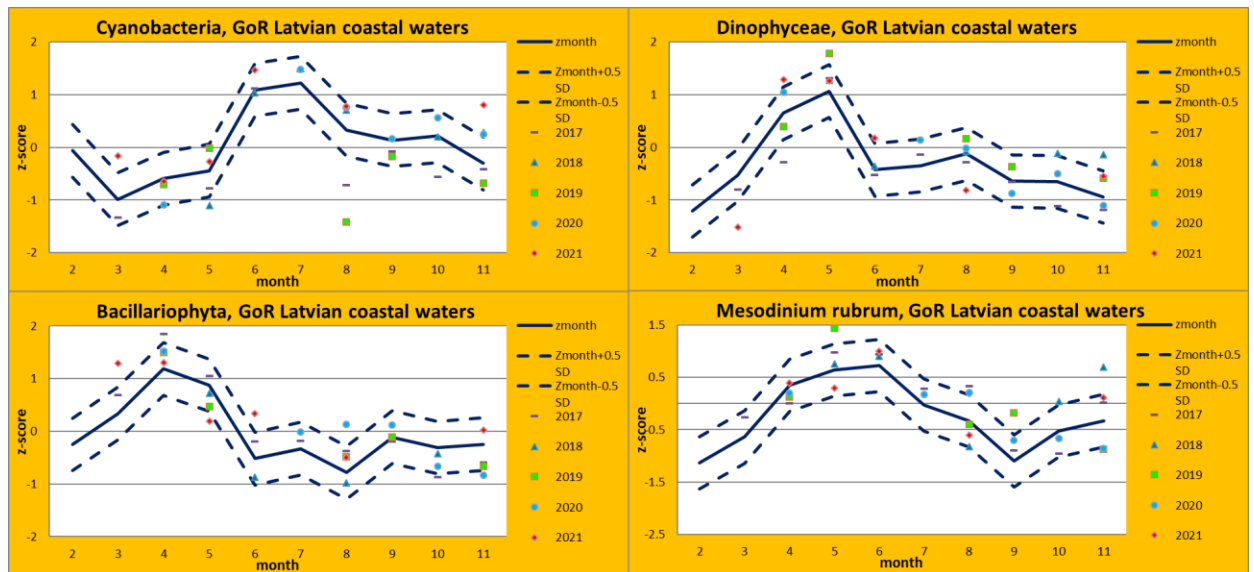 Cyanobacteria, GoR Latvian coastal waters
2
1
0
-1
-2
z-score
2 3 4 5 6 7 8 9 10 11
month
zmonth
Zmonth+0.5
SD
Zmonth-0.5
SD
2017
2018
2019
2020
2021
Dinophyceae, GoR Latvian coastal waters
2
1
0
-1
-2
z-score
2 3 4 5 6 7 8 9 10 11
month
zmonth
Zmonth+0.5
SD
Zmonth-0.5
SD
2017
2018
2019
2020
2021
Bacillariophyta, GoR Latvian coastal waters
2
1
0
-1
-2
z-score
2 3 4 5 6 7 8 9 10 11
month
zmonth
Zmonth+0.5
SD
Zmonth-0.5
SD
2017
2018
2019
2020
2021
Mesodinium rubrum, GoR Latvian coastal waters
1.5
0.5
-0.5
-1.5
-2.5
z-score
2 3 4 5 6 7 8 9 10 11
month
zmonth
Zmonth+0.5
SD
Zmonth-0.5
SD
2017
2018
2019
2020
2021